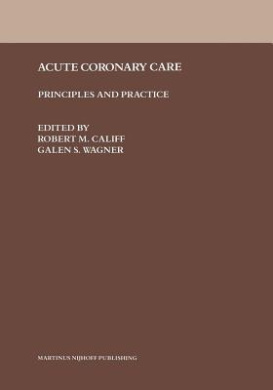 ACUTE CORONARY CARE
PRINCIPLES AND PRACTICE
EDITED BY
ROBERT M. CALIFF
GALEN S. WAGNER
MARTINUS NIJHOFF PUBLISHING